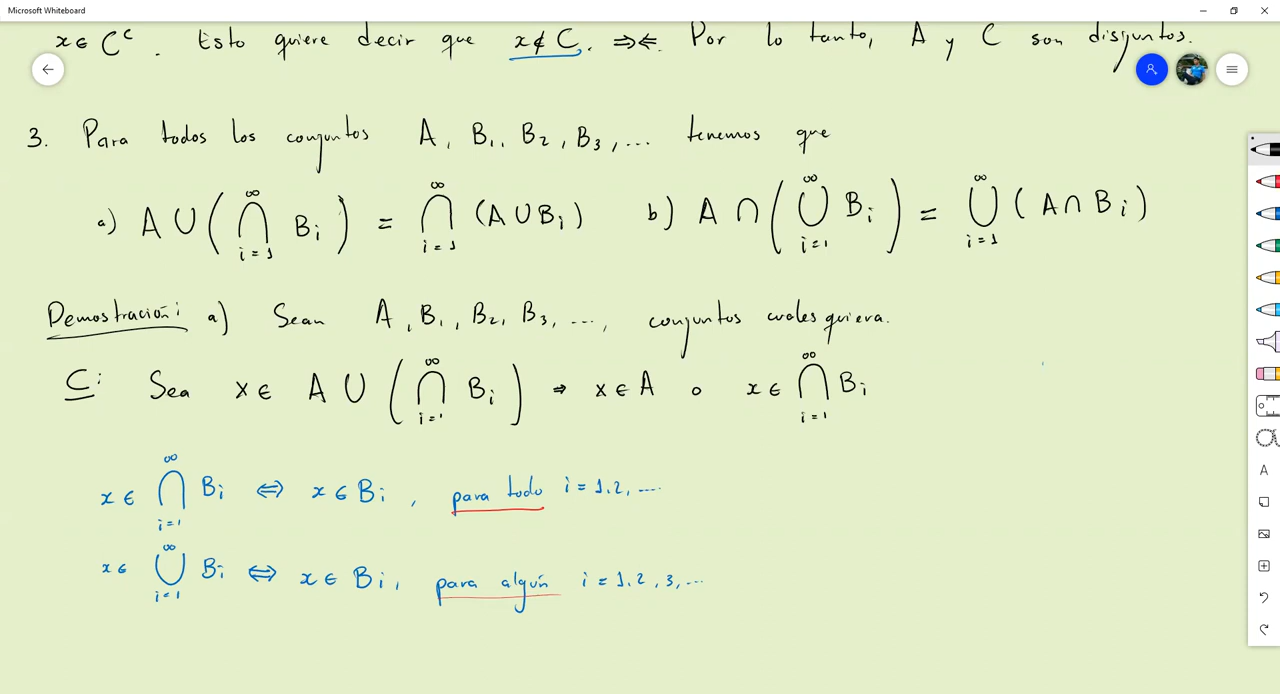 Microsoft Whiteboard
x ∈ Cᶜ. Esto quiere decir que x ∉ C. ⇒⇐. Por lo tanto, A y C son disjuntos.
3. Para todos los conjuntos A, B₁, B₂, B₃, ... tenemos que
a) A ∪ (⋂_{i=1}^{∞} Bᵢ) = ⋂_{i=1}^{∞} (A ∪ Bᵢ) b) A ∩ (⋃_{i=1}^{∞} Bᵢ) = ⋃_{i=1}^{∞} (A ∩ Bᵢ)
Demostración: a) Sean A, B₁, B₂, B₃, ..., conjuntos cualesquiera.
⊆: Sea x ∈ A ∪ (⋂_{i=1}^{∞} Bᵢ) ⇒ x ∈ A o x ∈ ⋂_{i=1}^{∞} Bᵢ
x ∈ ⋂_{i=1}^{∞} Bᵢ ⇔ x ∈ Bᵢ, para todo i = 1, 2, ....
x ∈ ⋃_{i=1}^{∞} Bᵢ ⇔ x ∈ Bᵢ, para algún i = 1, 2, 3, ...